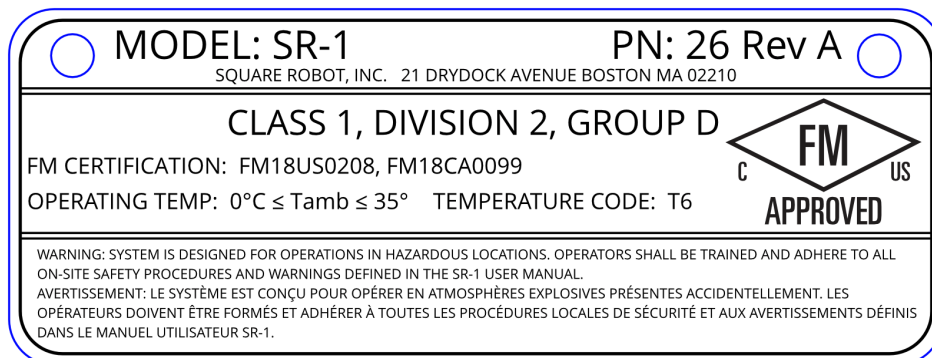 MODEL: SR-1 PN: 26 Rev A
SQUARE ROBOT, INC. 21 DRYDOCK AVENUE BOSTON MA 02210
CLASS 1, DIVISION 2, GROUP D
FM CERTIFICATION: FM18US0208, FM18CA0099
OPERATING TEMP: 0°C ≤ Tamb ≤ 35° TEMPERATURE CODE: T6
FM
C US
APPROVED
WARNING: SYSTEM IS DESIGNED FOR OPERATIONS IN HAZARDOUS LOCATIONS. OPERATORS SHALL BE TRAINED AND ADHERE TO ALL
ON-SITE SAFETY PROCEDURES AND WARNINGS DEFINED IN THE SR-1 USER MANUAL.
AVERTISSEMENT: LE SYSTÈME EST CONÇU POUR OPÉRER EN ATMOSPHÈRES EXPLOSIVES PRÉSENTES ACCIDENTELLEMENT. LES
OPÉRATEURS DOIVENT ÊTRE FORMÉS ET ADHÉRER À TOUTES LES PROCÉDURES LOCALES DE SÉCURITÉ ET AUX AVERTISSEMENTS DÉFINIS
DANS LE MANUEL UTILISATEUR SR-1.